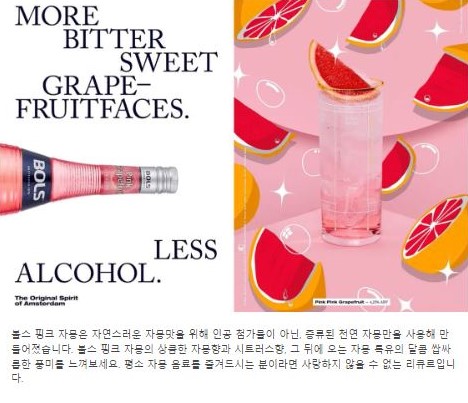 MORE
BITTER
SWEET
GRAPE–
FRUITFACES.
BOLS
BOLS
LESS
ALCOHOL.
The Original Spirit
of Amsterdam
Pink Pink Grapefruit
볼스 핑크 자몽은 자연스러운 자몽맛을 위해 인공 첨가물이 아닌, 증류된 천연 자몽만을 사용해 만
들어졌습니다. 볼스 핑크 자몽의 상큼한 자몽향과 시트러스향, 그 뒤에 오는 자몽 특유의 달콤 쌉싸
름한 풍미를 느껴보세요. 평소 자몽 음료를 즐겨드시는 분이라면 사랑하지 않을 수 없는 리큐르입니
다.